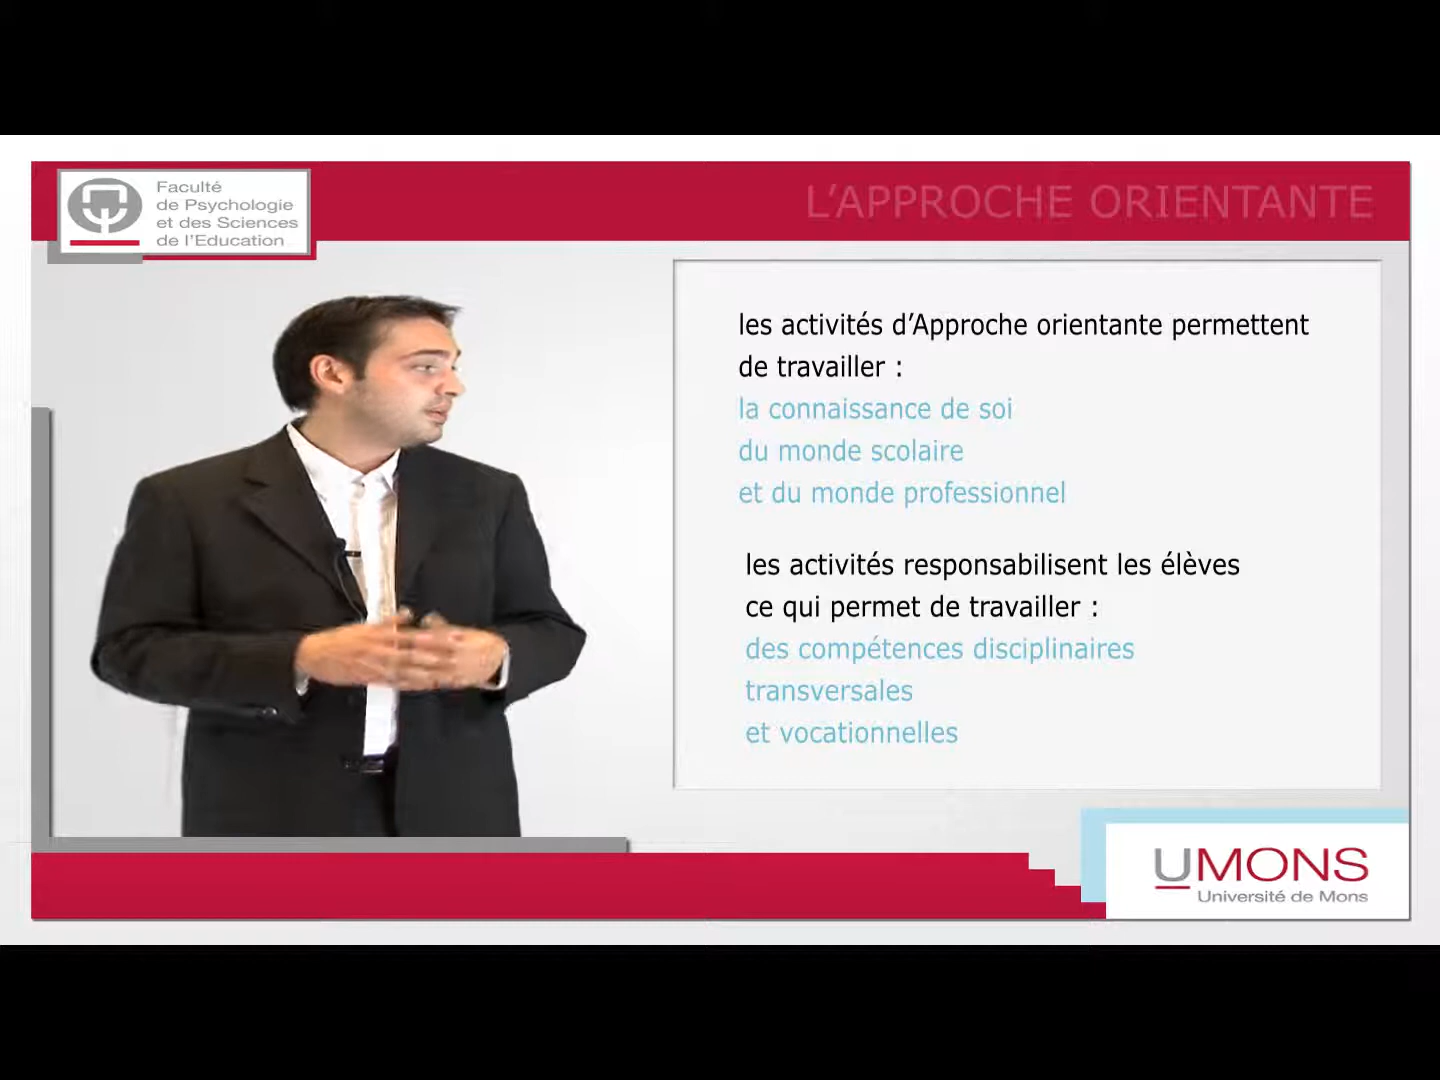 Faculté
de Psychologie
et des Sciences
de l'Education
L'APPROCHE ORIENTANTE
les activités d'Approche orientante permettent
de travailler :
la connaissance de soi
du monde scolaire
et du monde professionnel
les activités responsabilisent les élèves
ce qui permet de travailler :
des compétences disciplinaires
transversales
et vocationnelles
UMONS
Université de Mons